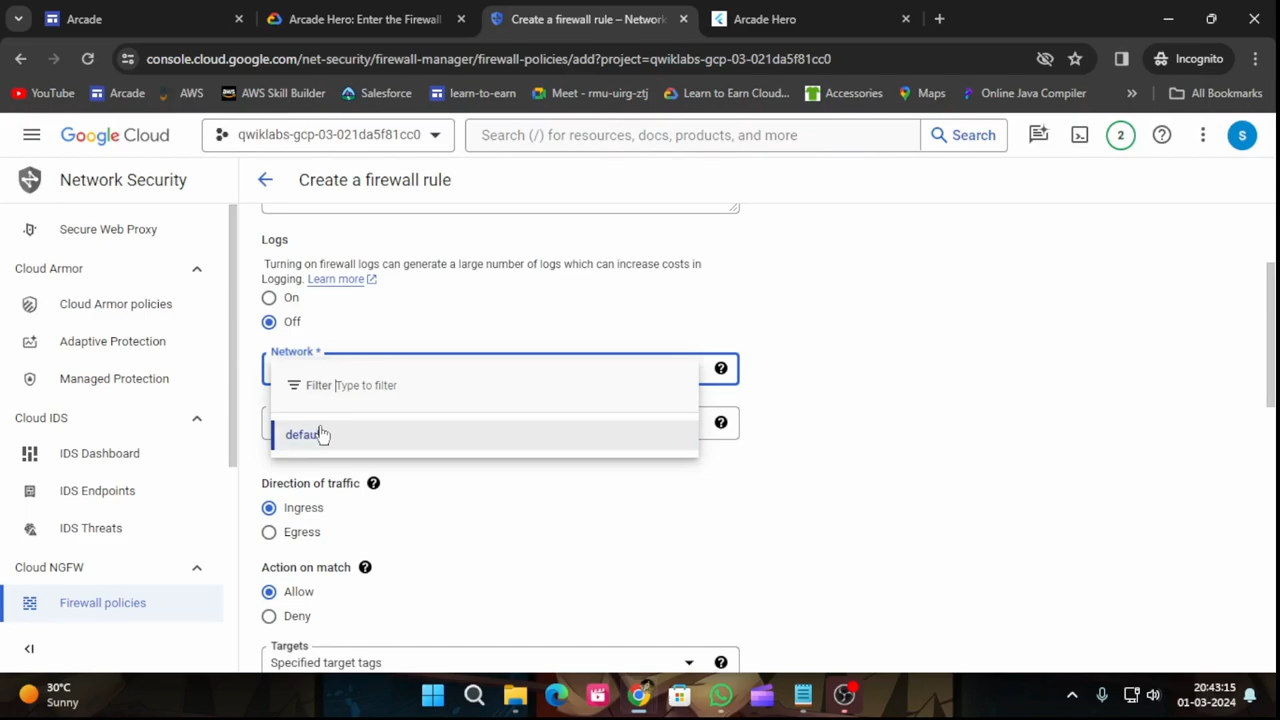 Arcade
Arcade Hero: Enter the Firewall
Create a firewall rule – Network
Arcade Hero
console.cloud.google.com/net-security/firewall-manager/firewall-policies/add?project=qwiklabs-gcp-03-021da5f81cc0
Incognito
YouTube
Arcade
AWS
AWS Skill Builder
Salesforce
learn-to-earn
Meet - rmu-uirg-ztj
Learn to Earn Cloud...
Accessories
Maps
Online Java Compiler
All Bookmarks
Google Cloud
qwiklabs-gcp-03-021da5f81cc0
Search (/) for resources, docs, products, and more
Search
2
S
Network Security
Create a firewall rule
Secure Web Proxy
Cloud Armor
Cloud Armor policies
Adaptive Protection
Managed Protection
Cloud IDS
IDS Dashboard
IDS Endpoints
IDS Threats
Cloud NGFW
Firewall policies
Logs
Turning on firewall logs can generate a large number of logs which can increase costs in
Logging. Learn more
On
Off
Network *
Filter Type to filter
Direction of traffic
Ingress
Egress
Action on match
Allow
Deny
Targets
Specified target tags
30°C
Sunny
20:43:15
01-03-2024